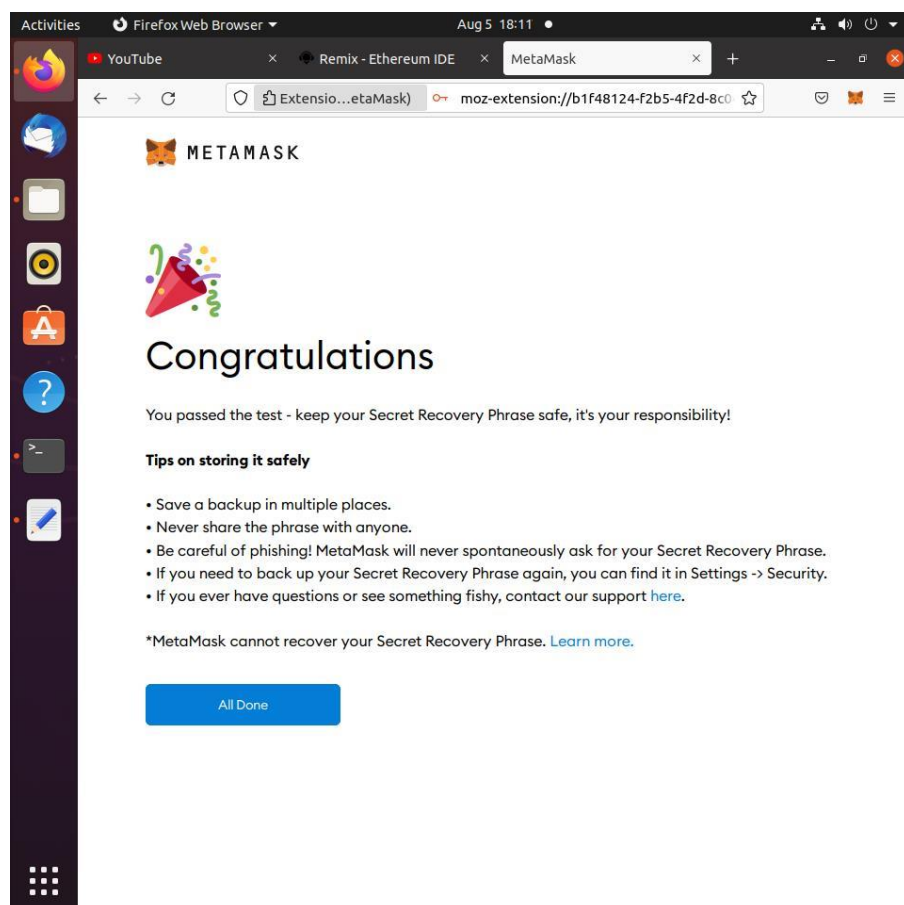 Activities Firefox Web Browser Aug 5 18:11
YouTube Remix - Ethereum IDE MetaMask
Extensio...etaMask) moz-extension://b1f48124-f2b5-4f2d-8c0
METAMASK
Congratulations
You passed the test - keep your Secret Recovery Phrase safe, it's your responsibility!
Tips on storing it safely
• Save a backup in multiple places.
• Never share the phrase with anyone.
• Be careful of phishing! MetaMask will never spontaneously ask for your Secret Recovery Phrase.
• If you need to back up your Secret Recovery Phrase again, you can find it in Settings -> Security.
• If you ever have questions or see something fishy, contact our support here.
*MetaMask cannot recover your Secret Recovery Phrase. Learn more.
All Done